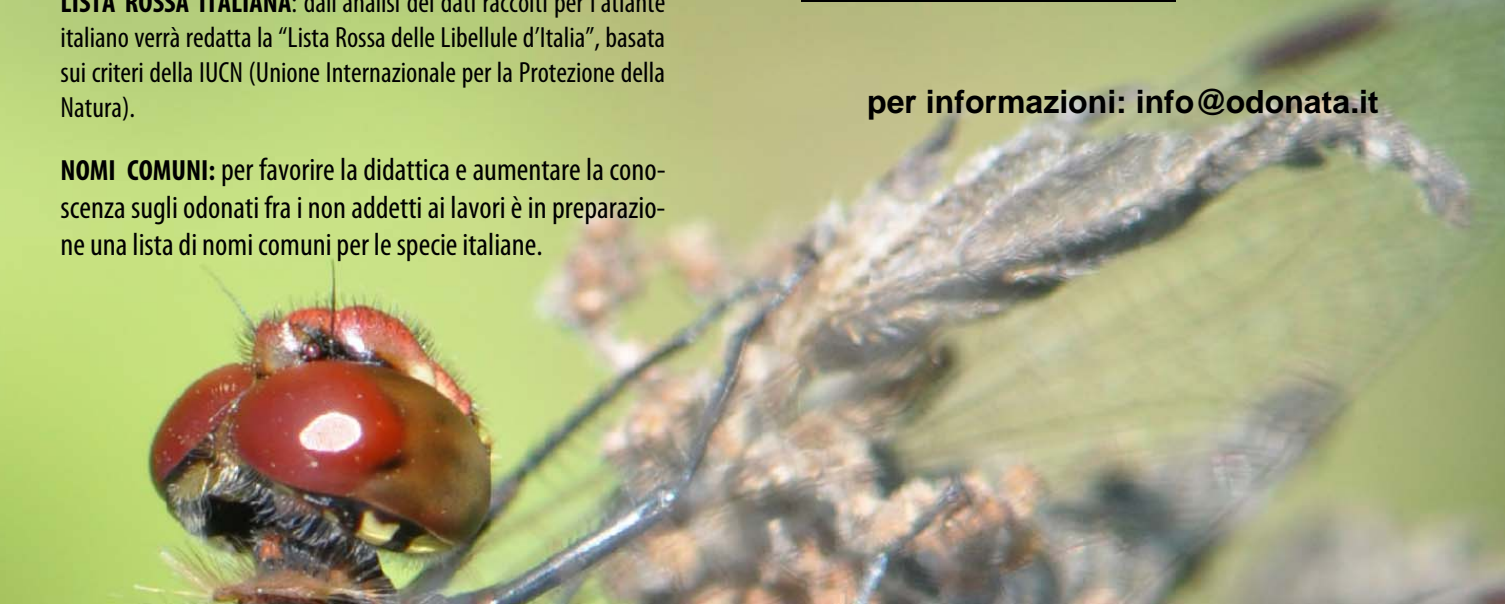 LISTA ROSSA ITALIANA: dall'analisi dei dati raccolti per l'atlante
italiano verrà redatta la “Lista Rossa delle Libellule d’Italia”, basata
sui criteri della IUCN (Unione Internazionale per la Protezione della
Natura).
NOMI COMUNI: per favorire la didattica e aumentare la cono-
scenza sugli odonati fra i non addetti ai lavori è in preparazio-
ne una lista di nomi comuni per le specie italiane.
per informazioni: info@odonata.it